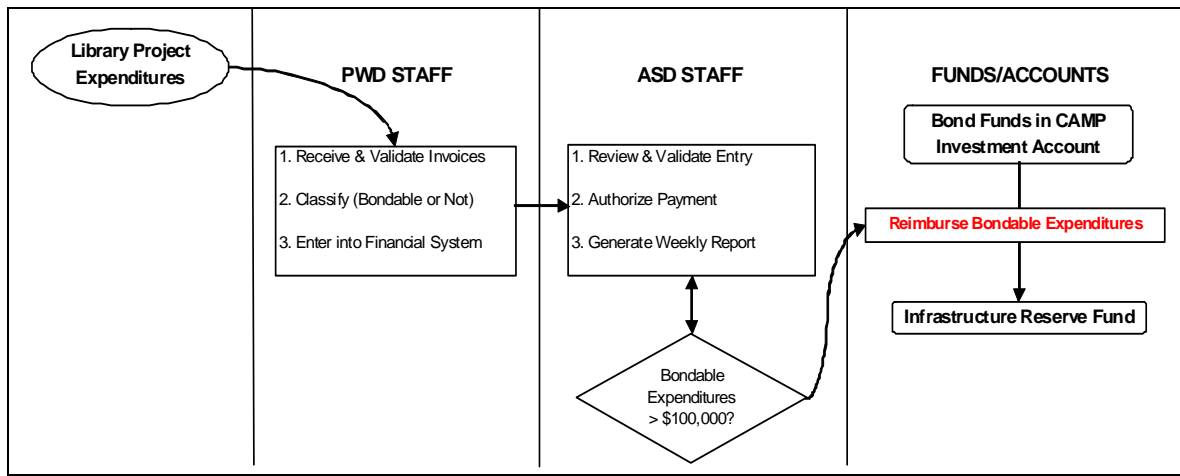 Library Project
Expenditures
PWD STAFF
1. Receive & Validate Invoices
2. Classify (Bondable or Not)
3. Enter into Financial System
ASD STAFF
1. Review & Validate Entry
2. Authorize Payment
3. Generate Weekly Report
Bondable
Expenditures
> $100,000?
FUNDS/ACCOUNTS
Bond Funds in CAMP
Investment Account
Reimburse Bondable Expenditures
Infrastructure Reserve Fund